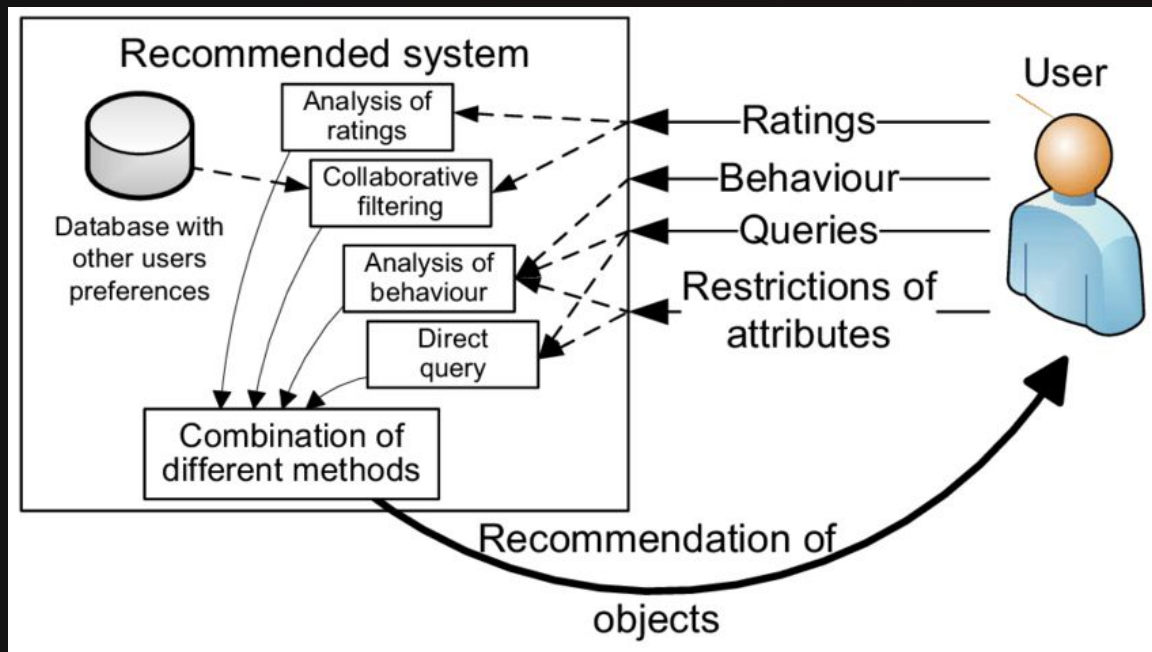 Recommended system
Analysis of
ratings
Collaborative
filtering
Database with
other users
preferences
Analysis of
behaviour
Direct
query
Combination of
different methods
User
Ratings
Behaviour
Queries
Restrictions of
attributes
Recommendation of
objects